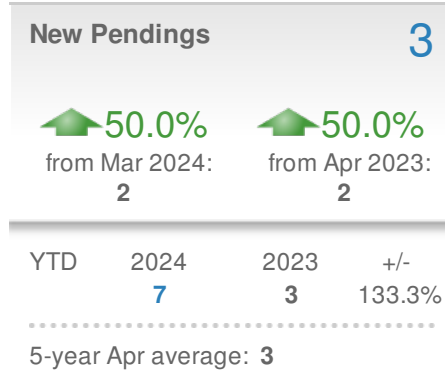 New Pendings 3
50.0% 50.0%
from Mar 2024: from Apr 2023:
2 2
YTD 2024 2023 +/-
7 3 133.3%
5-year Apr average: 3